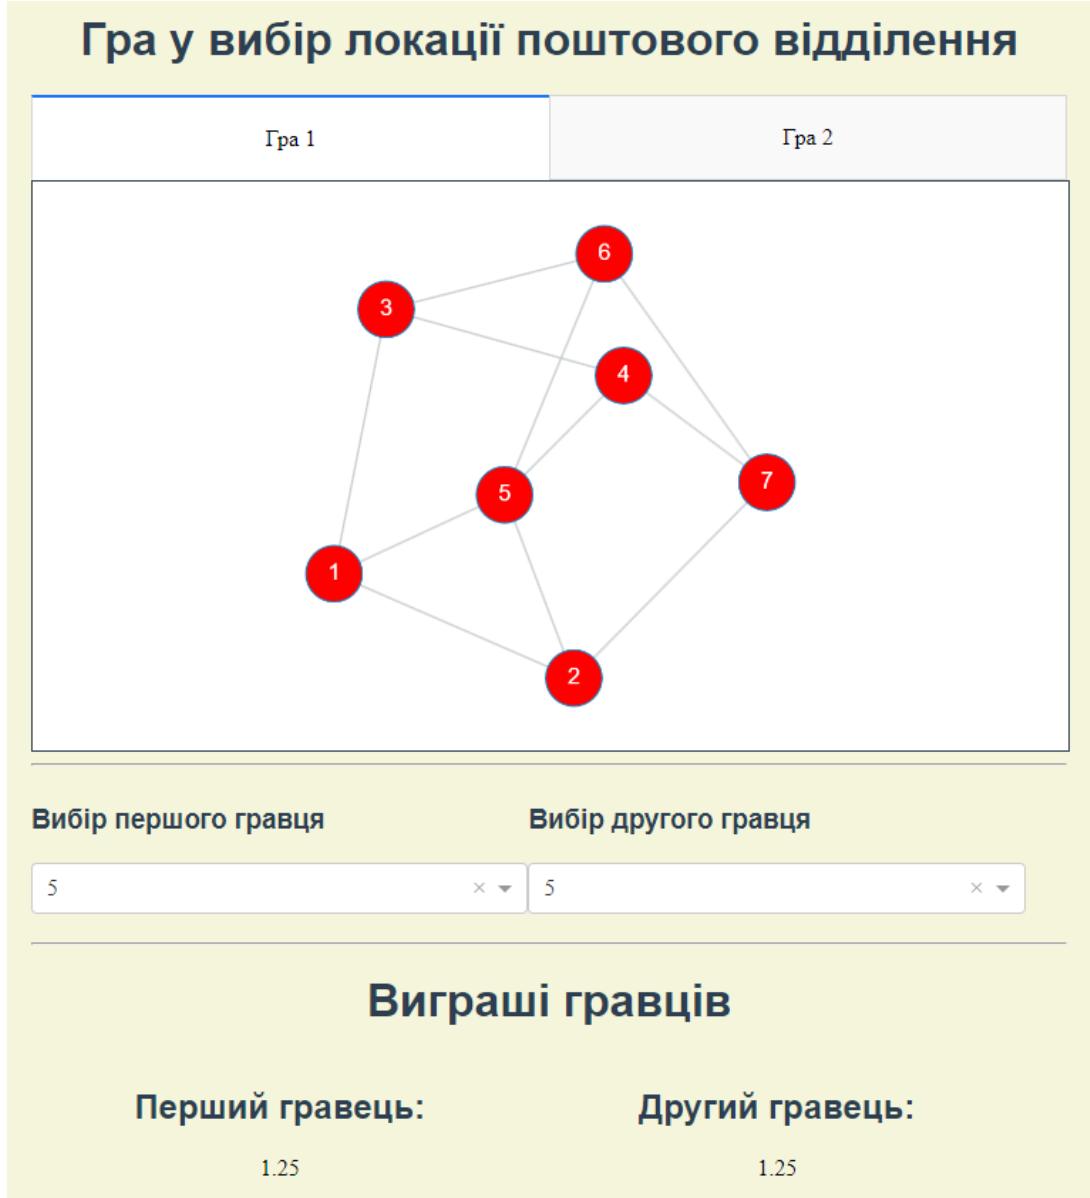 Гра у вибір локації поштового відділення
Гра 1 Гра 2
6
3
4
7
5
1
2
Вибір першого гравця Вибір другого гравця
5 × 5 ×
Виграші гравців
Перший гравець: Другий гравець:
1.25 1.25